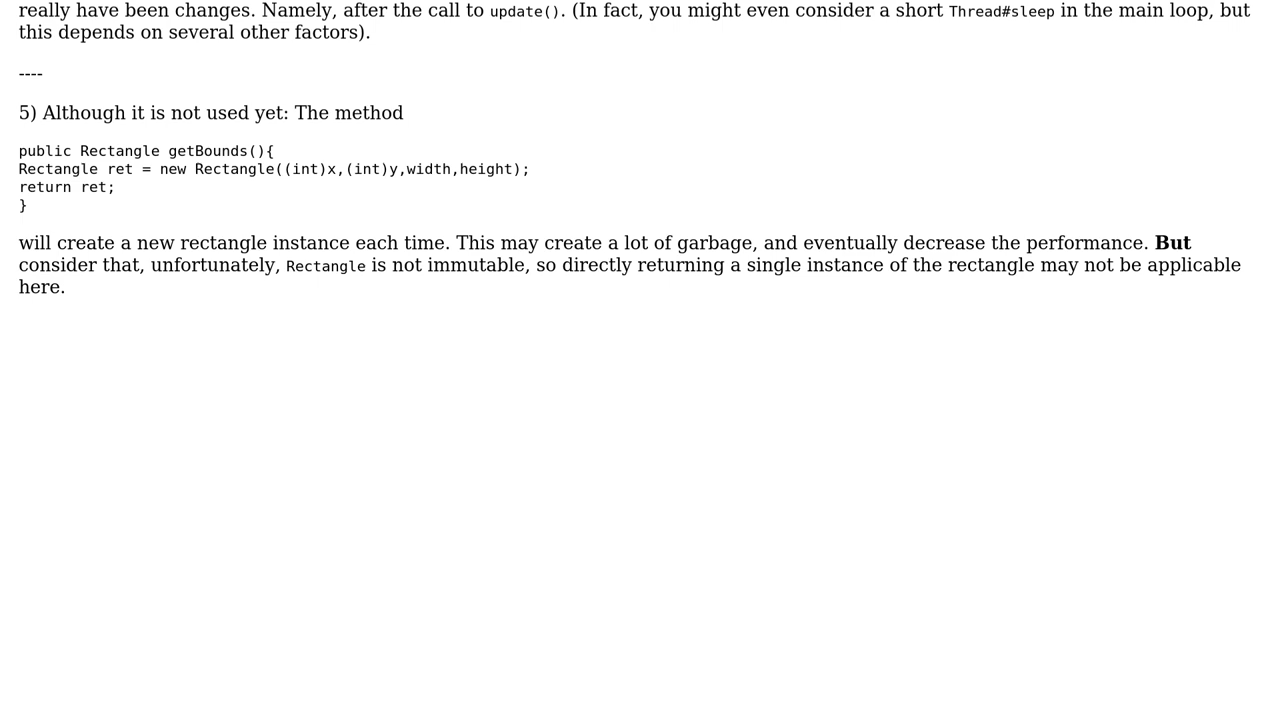 really have been changes. Namely, after the call to update(). (In fact, you might even consider a short Thread#sleep in the main loop, but
this depends on several other factors).
----
5) Although it is not used yet: The method
public Rectangle getBounds(){
Rectangle ret = new Rectangle((int)x,(int)y,width,height);
return ret;
}
will create a new rectangle instance each time. This may create a lot of garbage, and eventually decrease the performance. But
consider that, unfortunately, Rectangle is not immutable, so directly returning a single instance of the rectangle may not be applicable
here.